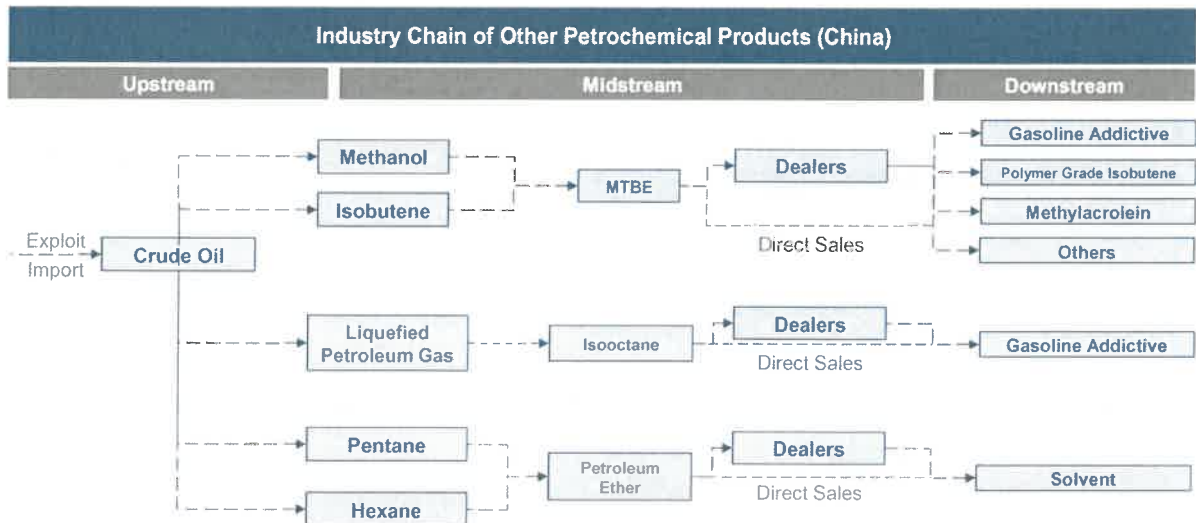 Industry Chain of Other Petrochemical Products (China)
Upstream
Midstream
Downstream
Exploit
Import
Crude Oil
Methanol
Isobutene
MTBE
Dealers
Direct Sales
Gasoline Addictive
Polymer Grade Isobutene
Methylacrolein
Others
Liquefied
Petroleum Gas
Isooctane
Dealers
Direct Sales
Gasoline Addictive
Pentane
Hexane
Petroleum
Ether
Dealers
Direct Sales
Solvent